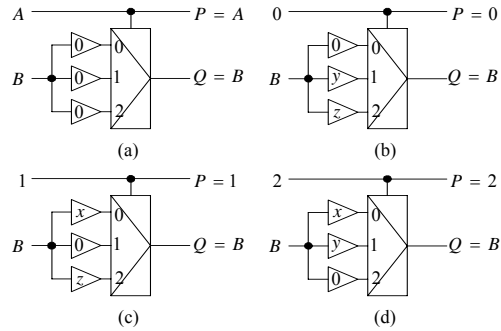 A P = A
0
B 0 1 Q = B
0 2
(a)
0 P = 0
0 0
B y 1 Q = B
z 2
(b)
1 P = 1
x 0
B 0 1 Q = B
z 2
(c)
2 P = 2
x 0
B y 1 Q = B
0 2
(d)